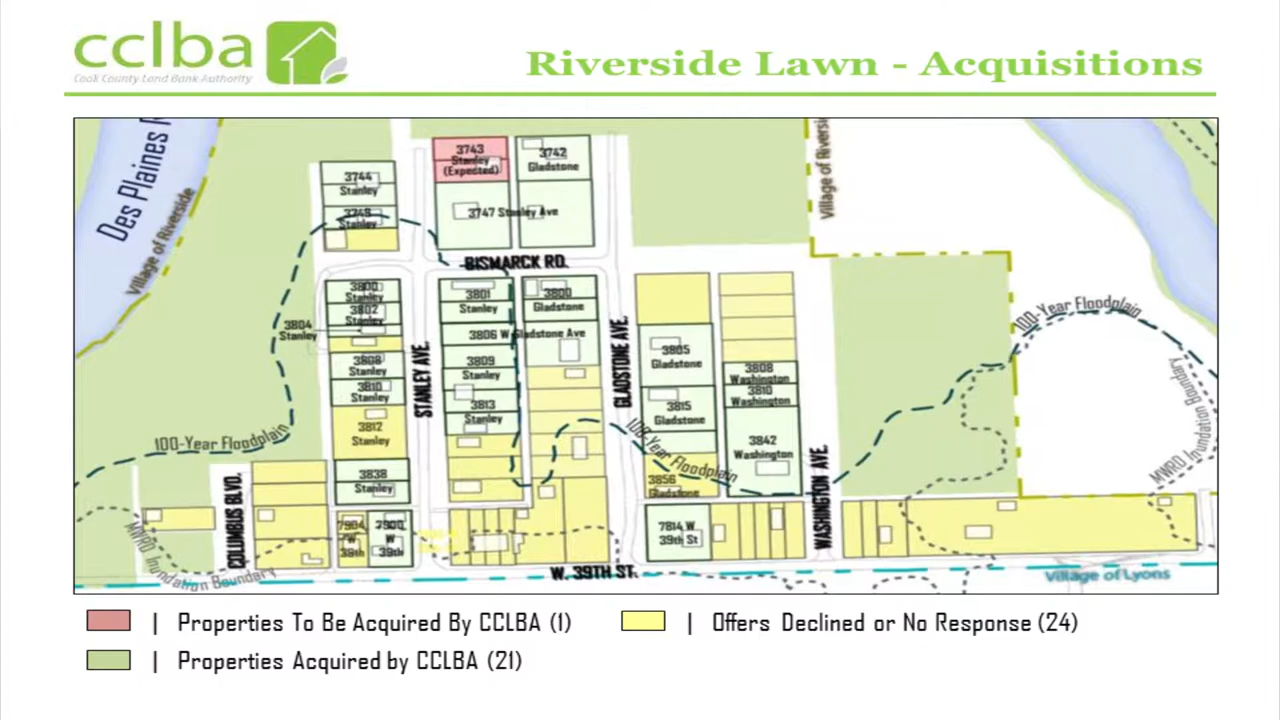 cclba
Cook County Land Bank Authority
Riverside Lawn - Acquisitions
Des Plaines
Village of Riverside
3744
Stanley
Stanley
3743
Stanley
(Expected)
3742
Gladstone
3747 Stanley Ave
Village of Riversi
BISMARCK RD.
3800
Stanley
3802
Stanley
3804
Stanley
3808
Stanley
3810
Stanley
3812
Stanley
3838
Stanley
STANLEY AVE.
3801
Stanley
3800
Gladstone
3806 W Gladstone Ave
3809
Stanley
3813
Stanley
GLADSTONE AVE.
3805
Gladstone
3815
Gladstone
3856
Gladstone
3808
Washington
3810
Washington
3842
Washington
WASHINGTON AVE.
100-Year Floodplain
100-Year Floodplain
100-Year Floodplain
MWRD Inundation Boundary
MWRD Inundation Boundary
COLUMBUS BLVD.
7904
W
39th
7900
W
39th
7814 W
39th St
W. 39TH ST.
Village of Lyons
| Properties To Be Acquired By CCLBA (1)
| Offers Declined or No Response (24)
| Properties Acquired by CCLBA (21)